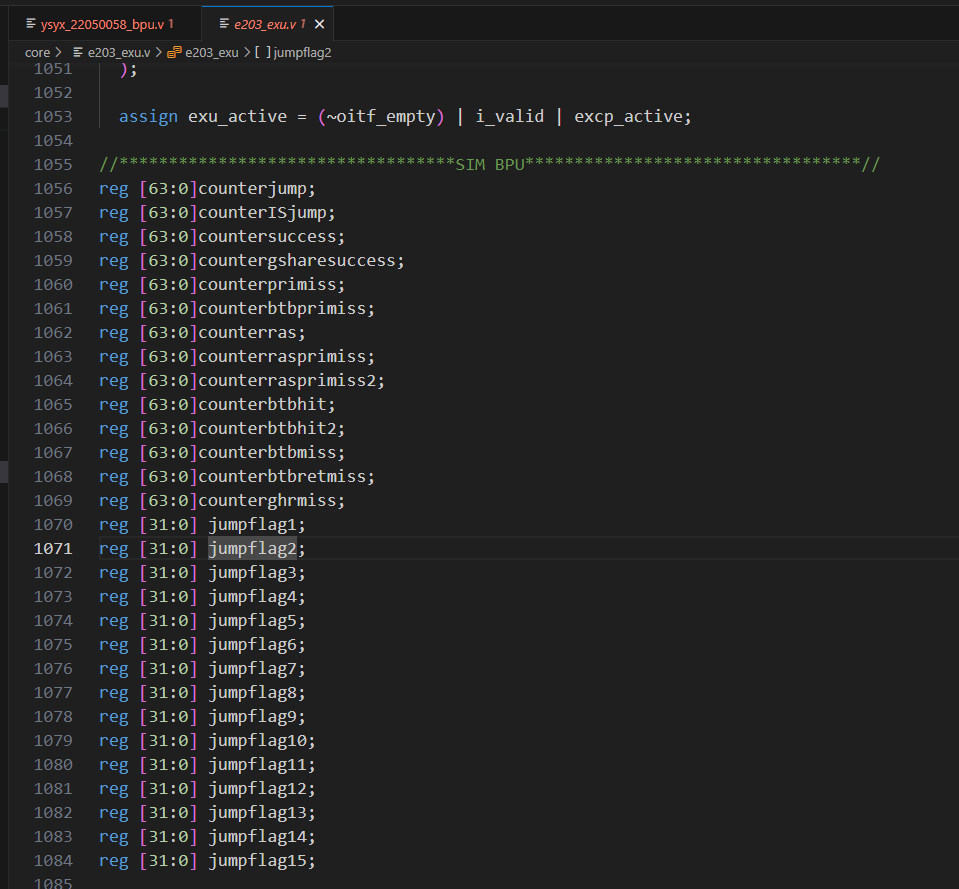 ysyx_22050058_bpu.v 1 e203_exu.v 1
core > e203_exu.v > e203_exu > [ ] jumpflag2
1051 );
1052
1053 assign exu_active = (~oitf_empty) | i_valid | excp_active;
1054
1055 //**********************************SIM BPU**********************************//
1056 reg [63:0]counterjump;
1057 reg [63:0]counterISjump;
1058 reg [63:0]countersuccess;
1059 reg [63:0]countergsharesuccess;
1060 reg [63:0]counterprimiss;
1061 reg [63:0]counterbtbprimiss;
1062 reg [63:0]counterras;
1063 reg [63:0]counterrasprimiss;
1064 reg [63:0]counterrasprimiss2;
1065 reg [63:0]counterbtbhit;
1066 reg [63:0]counterbtbhit2;
1067 reg [63:0]counterbtbmiss;
1068 reg [63:0]counterbtbretmiss;
1069 reg [63:0]counterghrmiss;
1070 reg [31:0] jumpflag1;
1071 reg [31:0] jumpflag2;
1072 reg [31:0] jumpflag3;
1073 reg [31:0] jumpflag4;
1074 reg [31:0] jumpflag5;
1075 reg [31:0] jumpflag6;
1076 reg [31:0] jumpflag7;
1077 reg [31:0] jumpflag8;
1078 reg [31:0] jumpflag9;
1079 reg [31:0] jumpflag10;
1080 reg [31:0] jumpflag11;
1081 reg [31:0] jumpflag12;
1082 reg [31:0] jumpflag13;
1083 reg [31:0] jumpflag14;
1084 reg [31:0] jumpflag15;
1085